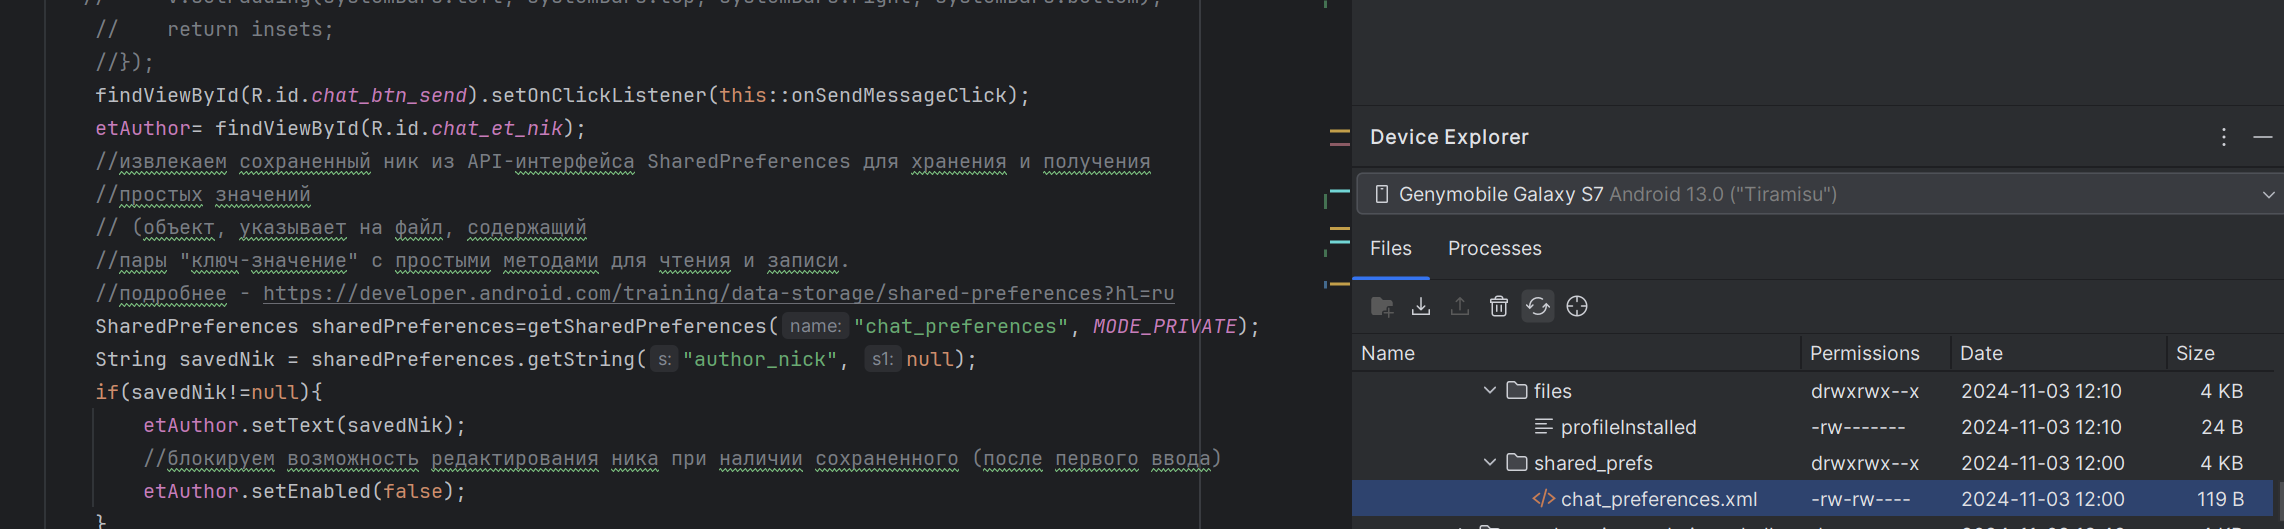 //    return insets;
//});
findViewById(R.id.chat_btn_send).setOnClickListener(this::onSendMessageClick);
etAuthor= findViewById(R.id.chat_et_nik);
//извлекаем сохраненный ник из API-интерфейса SharedPreferences для хранения и получения
//простых значений
// (объект, указывает на файл, содержащий
//пары "ключ-значение" с простыми методами для чтения и записи.
//подробнее - https://developer.android.com/training/data-storage/shared-preferences?hl=ru
SharedPreferences sharedPreferences=getSharedPreferences( name: "chat_preferences", MODE_PRIVATE);
String savedNik = sharedPreferences.getString( s: "author_nick", s1: null);
if(savedNik!=null){
etAuthor.setText(savedNik);
//блокируем возможность редактирования ника при наличии сохраненного (после первого ввода)
etAuthor.setEnabled(false);
}
Device Explorer
Genymobile Galaxy S7 Android 13.0 ("Tiramisu")
Files Processes
Name Permissions Date Size
files drwxrwx--x 2024-11-03 12:10 4 KB
profileInstalled -rw------- 2024-11-03 12:10 24 B
shared_prefs drwxrwx--x 2024-11-03 12:00 4 KB
chat_preferences.xml -rw-rw---- 2024-11-03 12:00 119 B